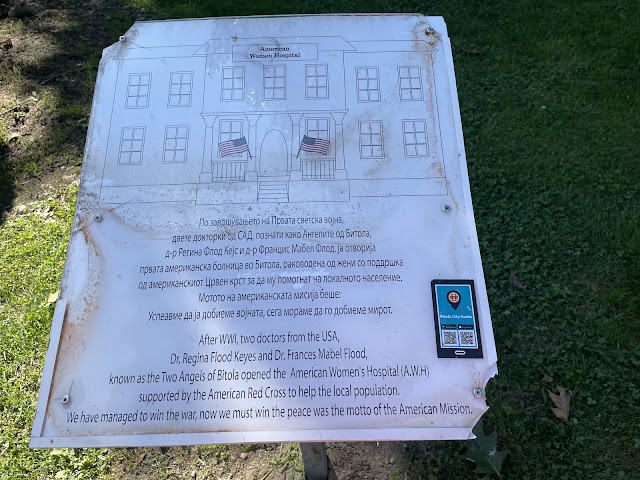 American
Women Hospital
По завршувањето на Првата светска војна,
двете докторки од САД, познати како Ангелите од Битола,
д-р Регина Флод Кејс и д-р Францис Мабел Флод, ја отворија
првата американска болница во Битола, раководена од жени со поддршка
од американскиот Црвен крст за да му помогнат на локалното население.
Мотото на американската мисија беше:
Успеавме да ја добиеме војната, сега мораме да го добиеме мирот.
After WWI, two doctors from the USA,
Dr. Regina Flood Keyes and Dr. Frances Mabel Flood,
known as the Two Angels of Bitola opened the American Women's Hospital (A.W.H)
supported by the American Red Cross to help the local population.
We have managed to win the war, now we must win the peace was the motto of the American Mission.
Bitola City Guide